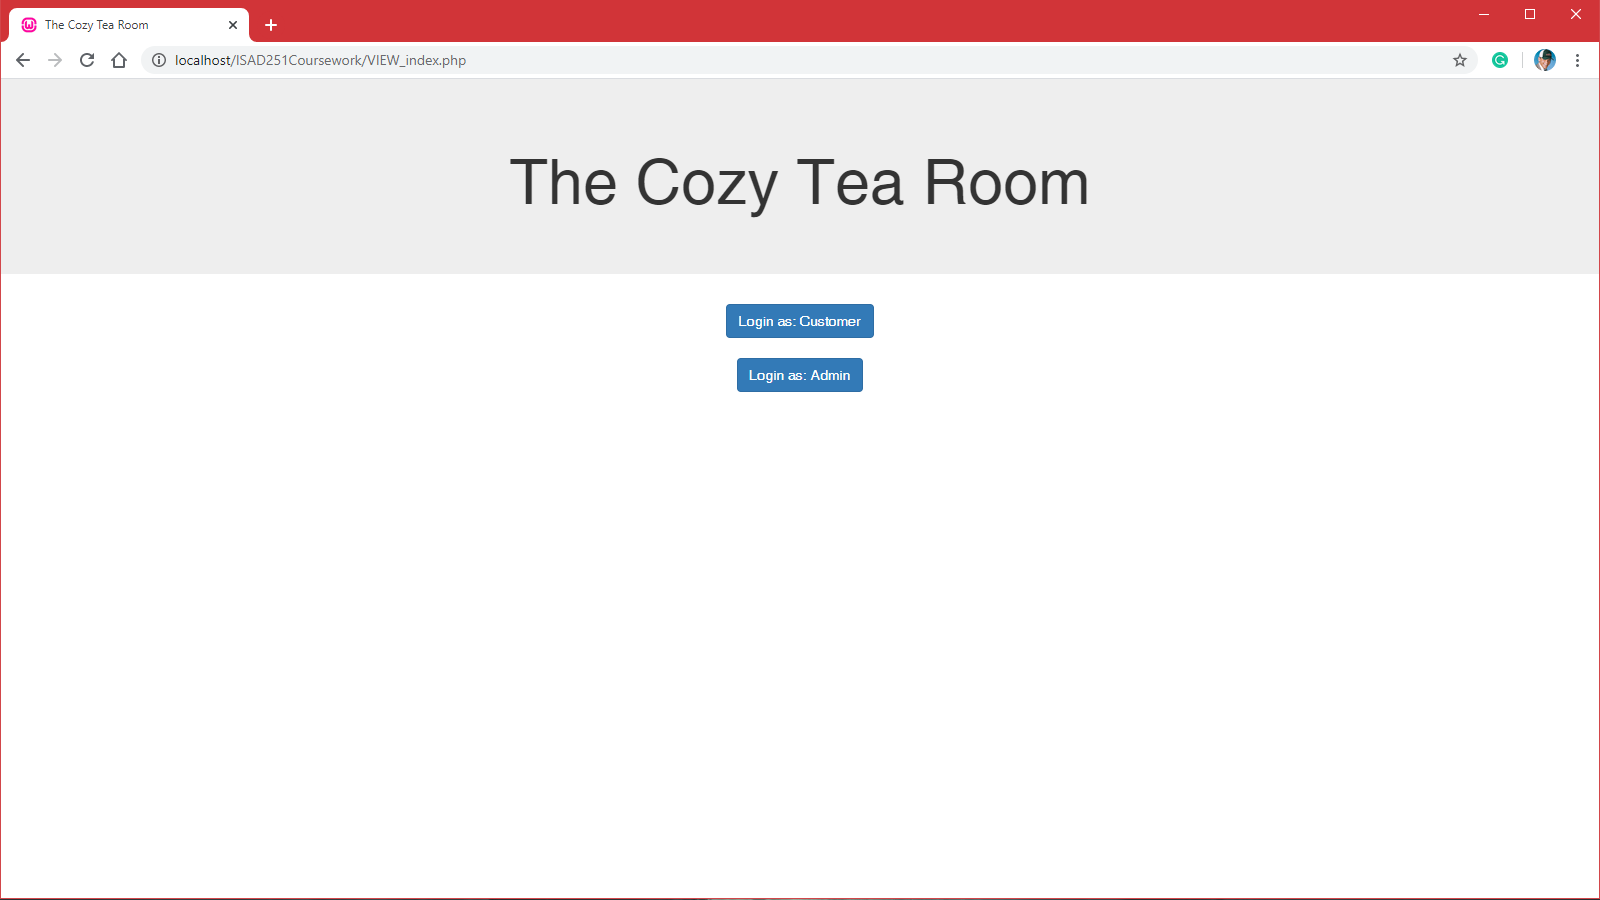 The Cozy Tea Room
localhost/ISAD251Coursework/VIEW_index.php
The Cozy Tea Room
Login as: Customer
Login as: Admin